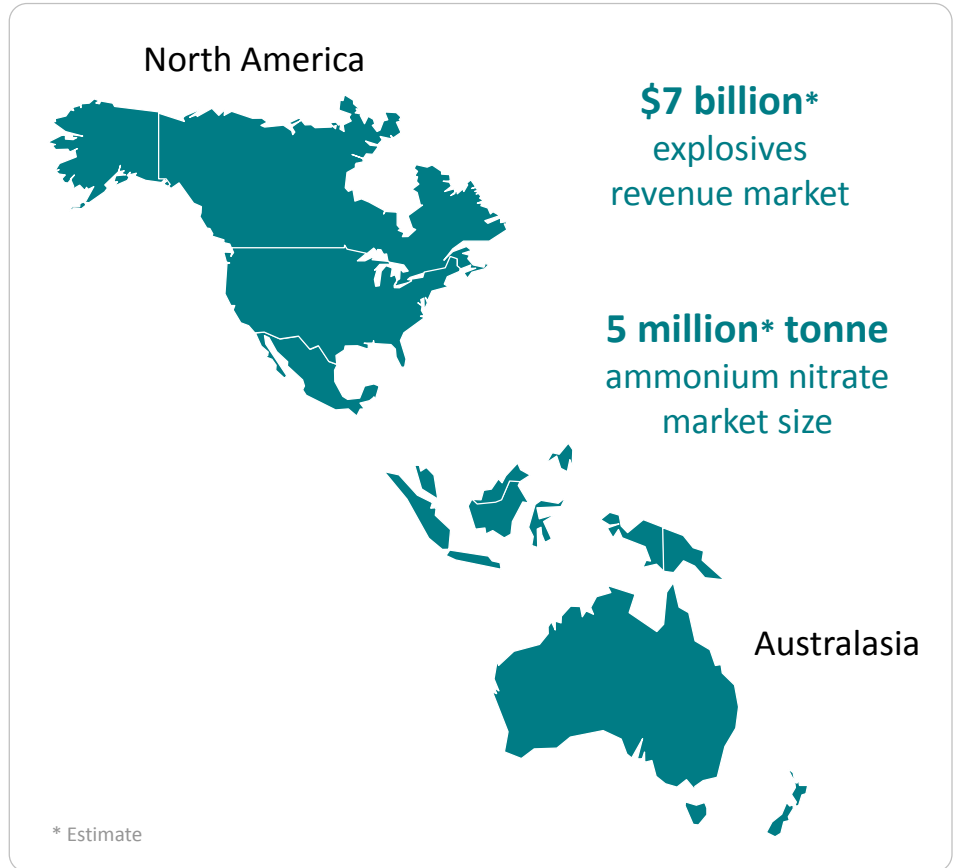 North America
$7 billion*
explosives
revenue market
5 million* tonne
ammonium nitrate
market size
Australasia
* Estimate